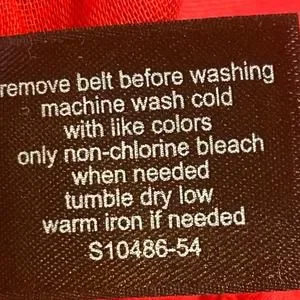 remove belt before washing
machine wash cold
with like colors
only non-chlorine bleach
when needed
tumble dry low
warm iron if needed
S10486-54